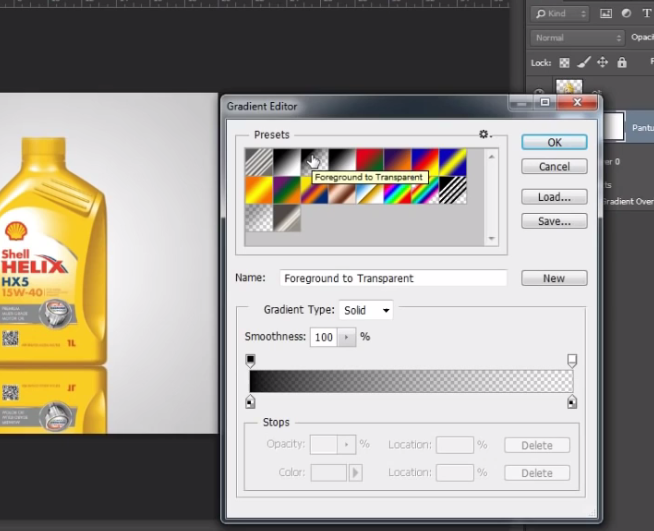 Kind
T
Normal
Opaci
Lock:
Gradient Editor
Presets
OK
Cancel
Load...
Save...
Foreground to Transparent
Pantu
er 0
ts
Gradient Over
Shell
HELIX
HX5
15W-40
1L
Name: Foreground to Transparent New
Gradient Type: Solid
Smoothness: 100 %
Stops
Opacity: % Location: % Delete
Color: Location: % Delete